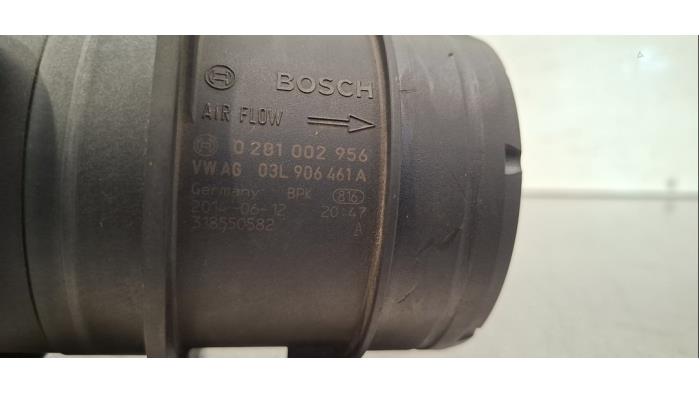 BOSCH
AIR FLOW
0 281 002 956
VW AG 03L 906 461 A
Germany BPK 816
2014-06-12 20:47
318550582 A